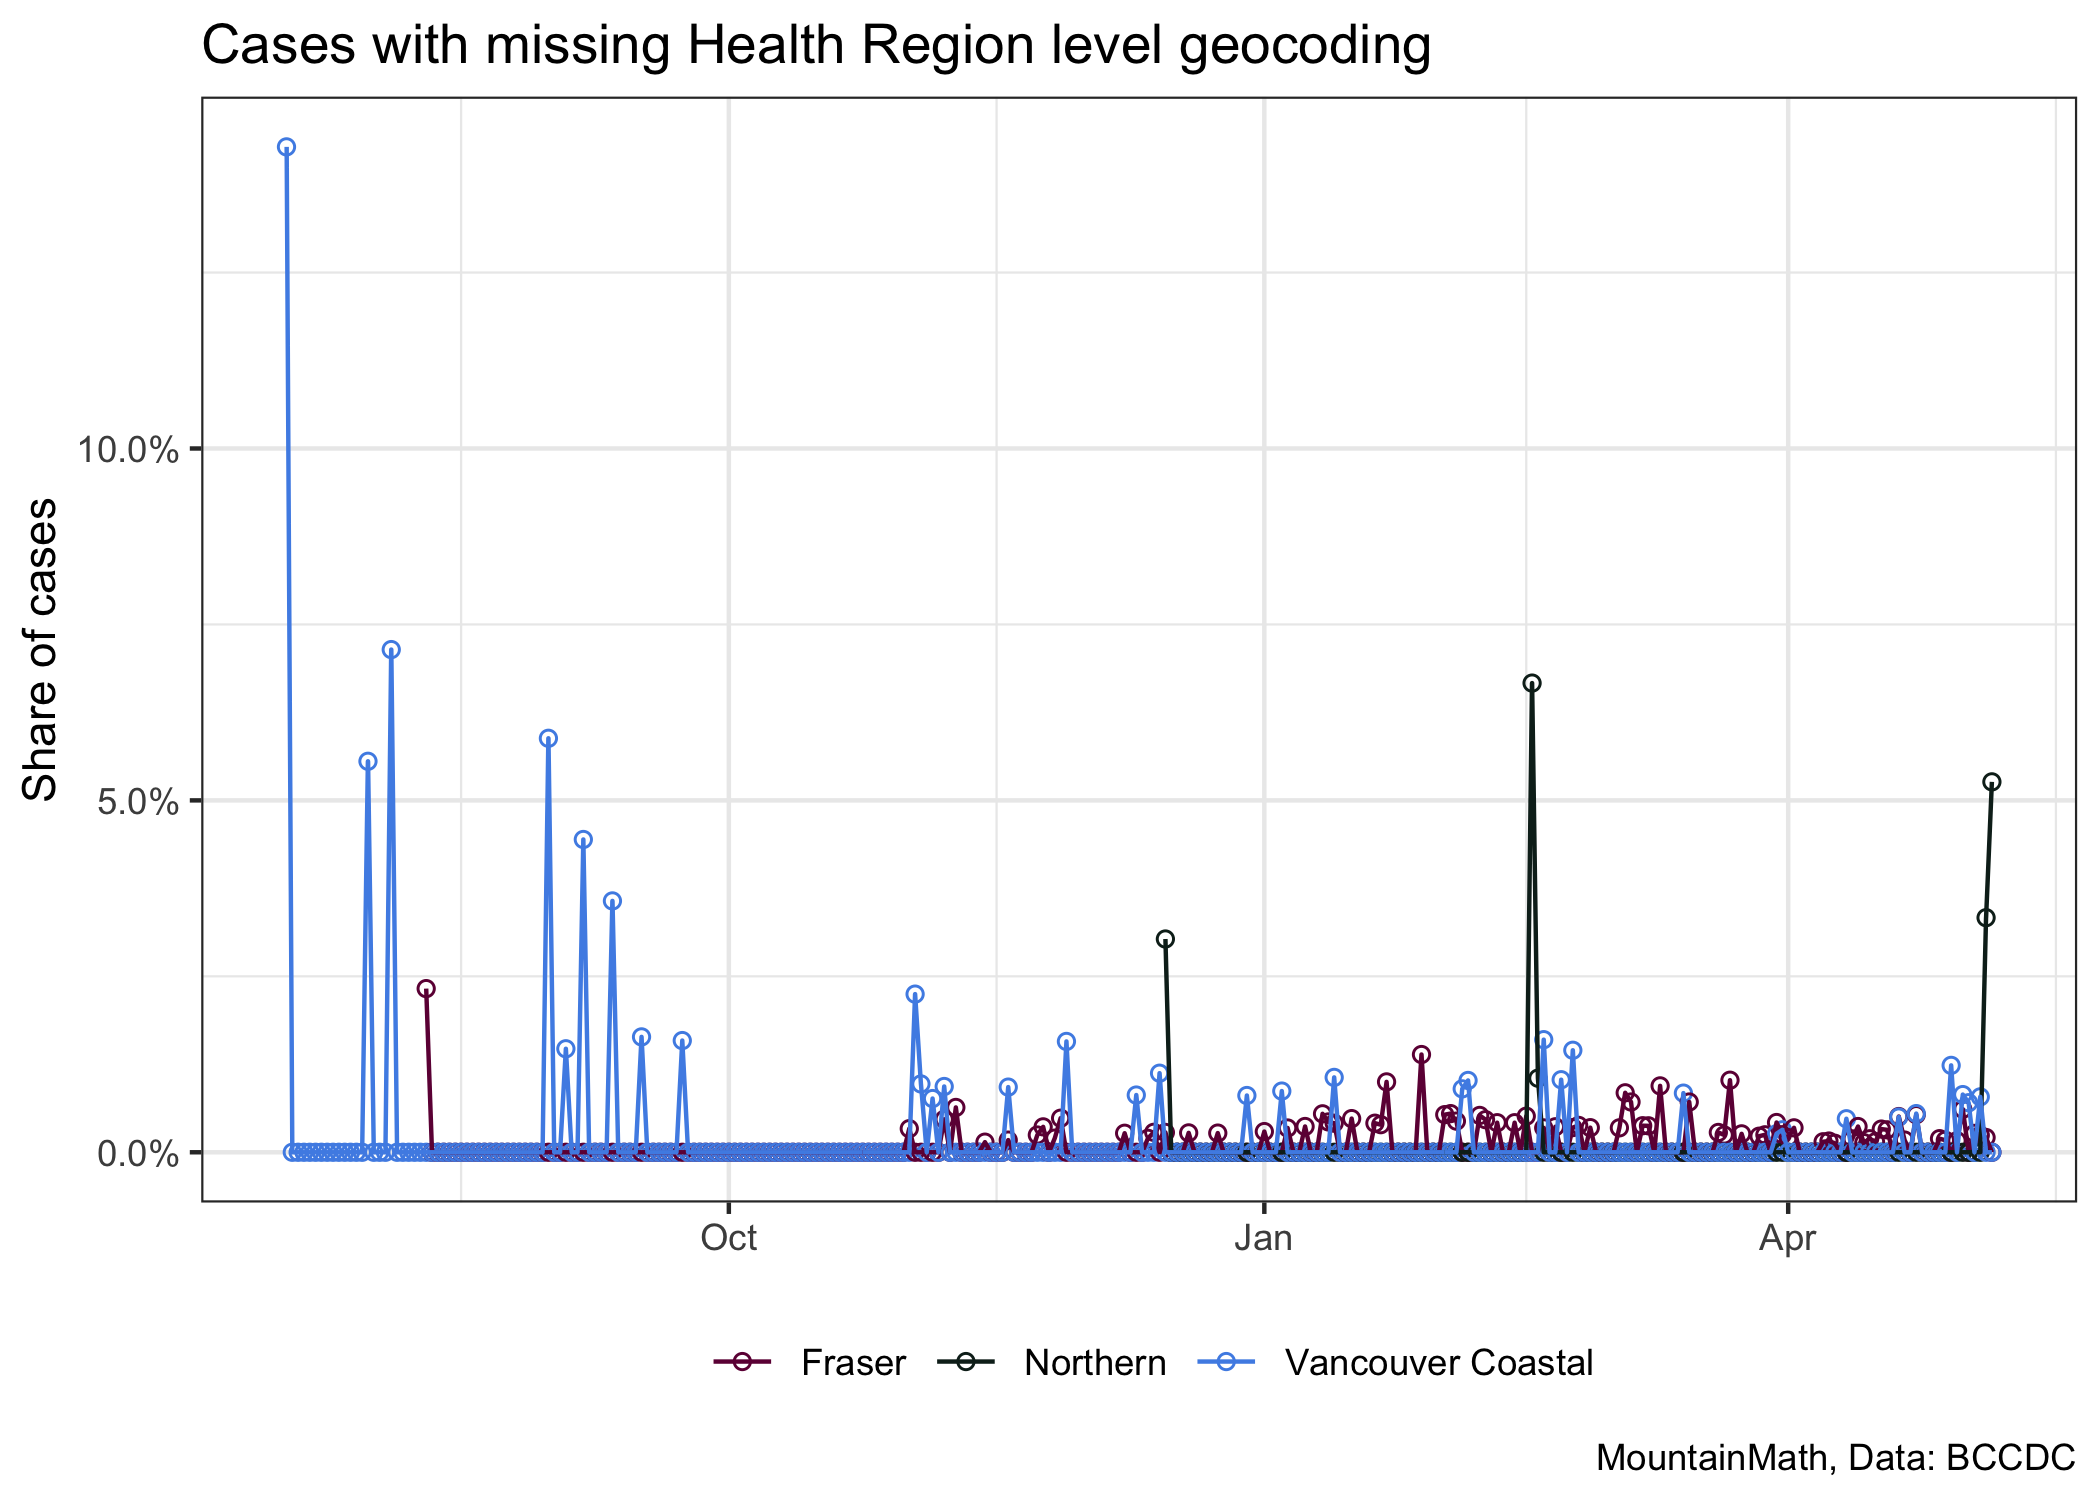 Cases with missing Health Region level geocoding
Share of cases
10.0%
5.0%
0.0%
Oct Jan Apr
Fraser Northern Vancouver Coastal
MountainMath, Data: BCCDC